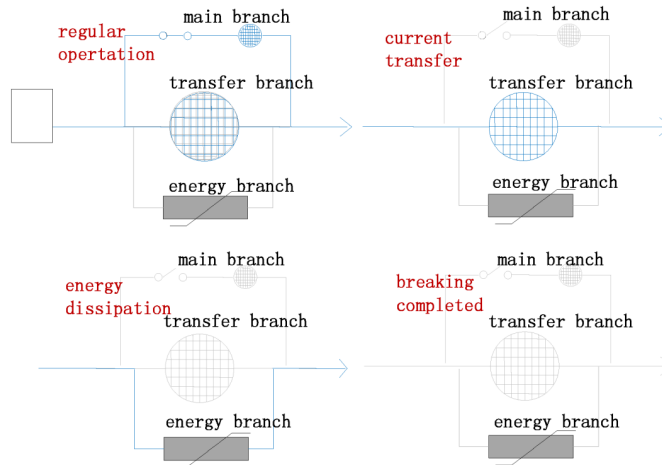 regular
opertation
main branch
transfer branch
energy branch
current
transfer
main branch
transfer branch
energy branch
energy
dissipation
main branch
transfer branch
energy branch
breaking
completed
main branch
transfer branch
energy branch